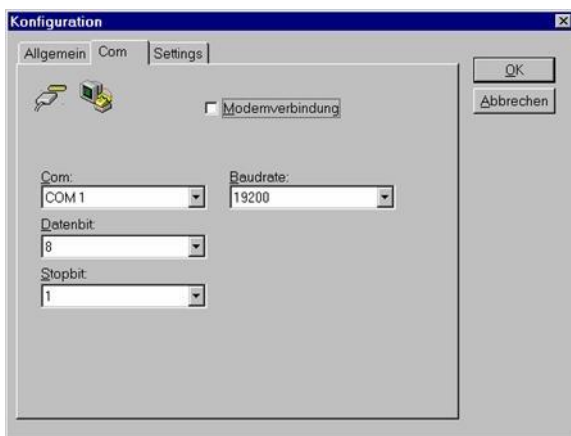 Konfiguration
Allgemein Com Settings
OK
Modemverbindung
Abbrechen
Com: Baudrate:
COM 1 19200
Datenbit:
8
Stopbit:
1